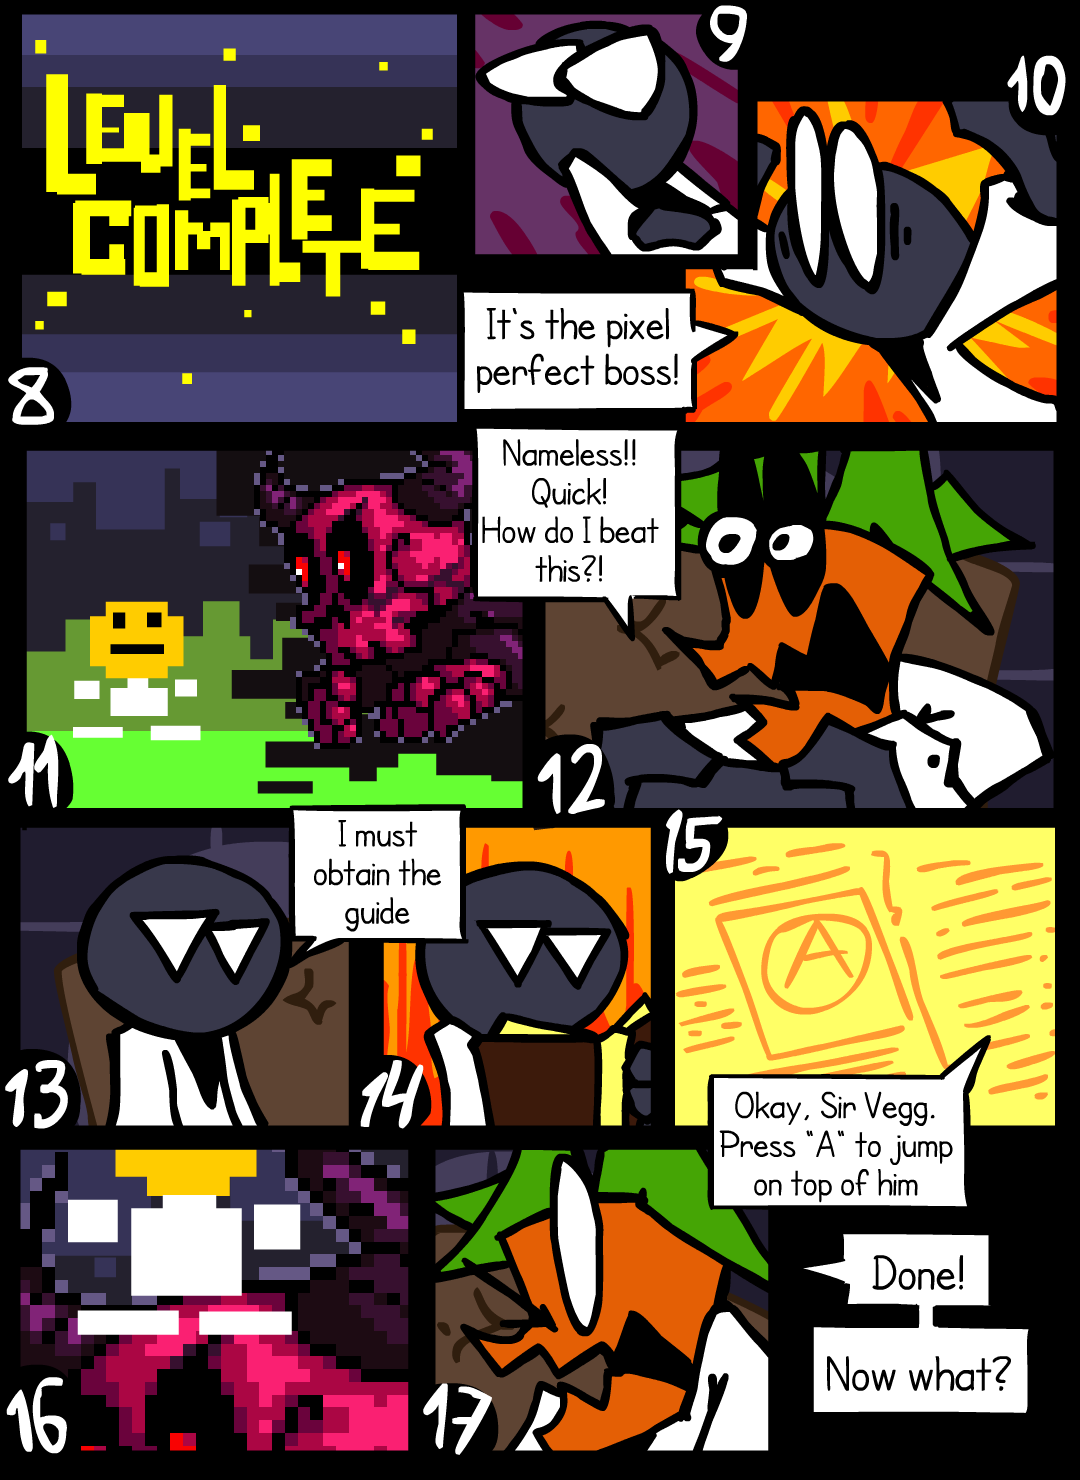 LEVEL
COMPLETE
8
9
10
It's the pixel
perfect boss!
11
Nameless!!
Quick!
How do I beat
this?!
12
13
I must
obtain the
guide
14
15
A
Okay, Sir Vegg.
Press "A" to jump
on top of him
16
17
Done!
Now what?